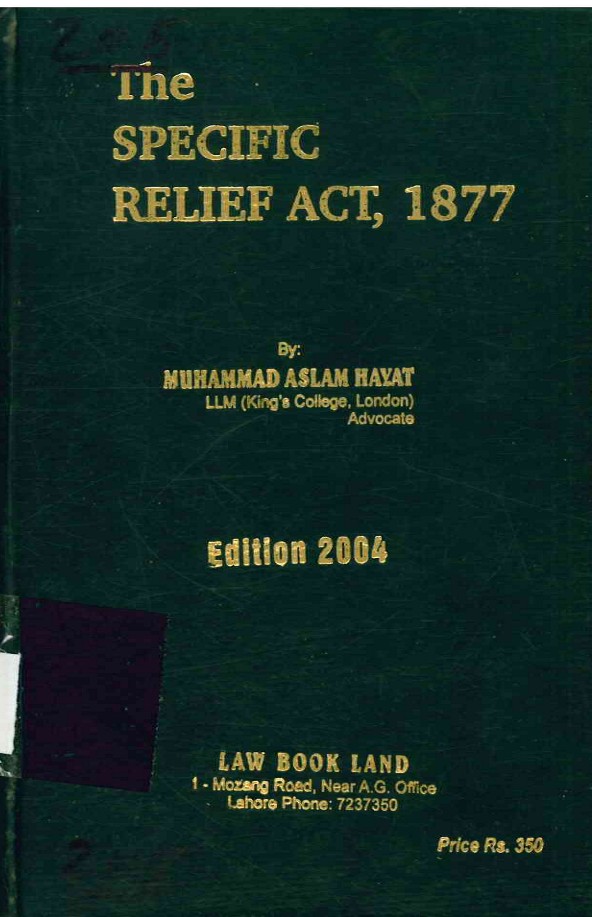 The
SPECIFIC
RELIEF ACT, 1877
By:
MUHAMMAD ASLAM HAYAT
LLM (King's College, London)
Advocate
Edition 2004
LAW BOOK LAND
1 - Mozang Road, Near A.G. Office
Lahore Phone: 7237350
Price Rs. 350